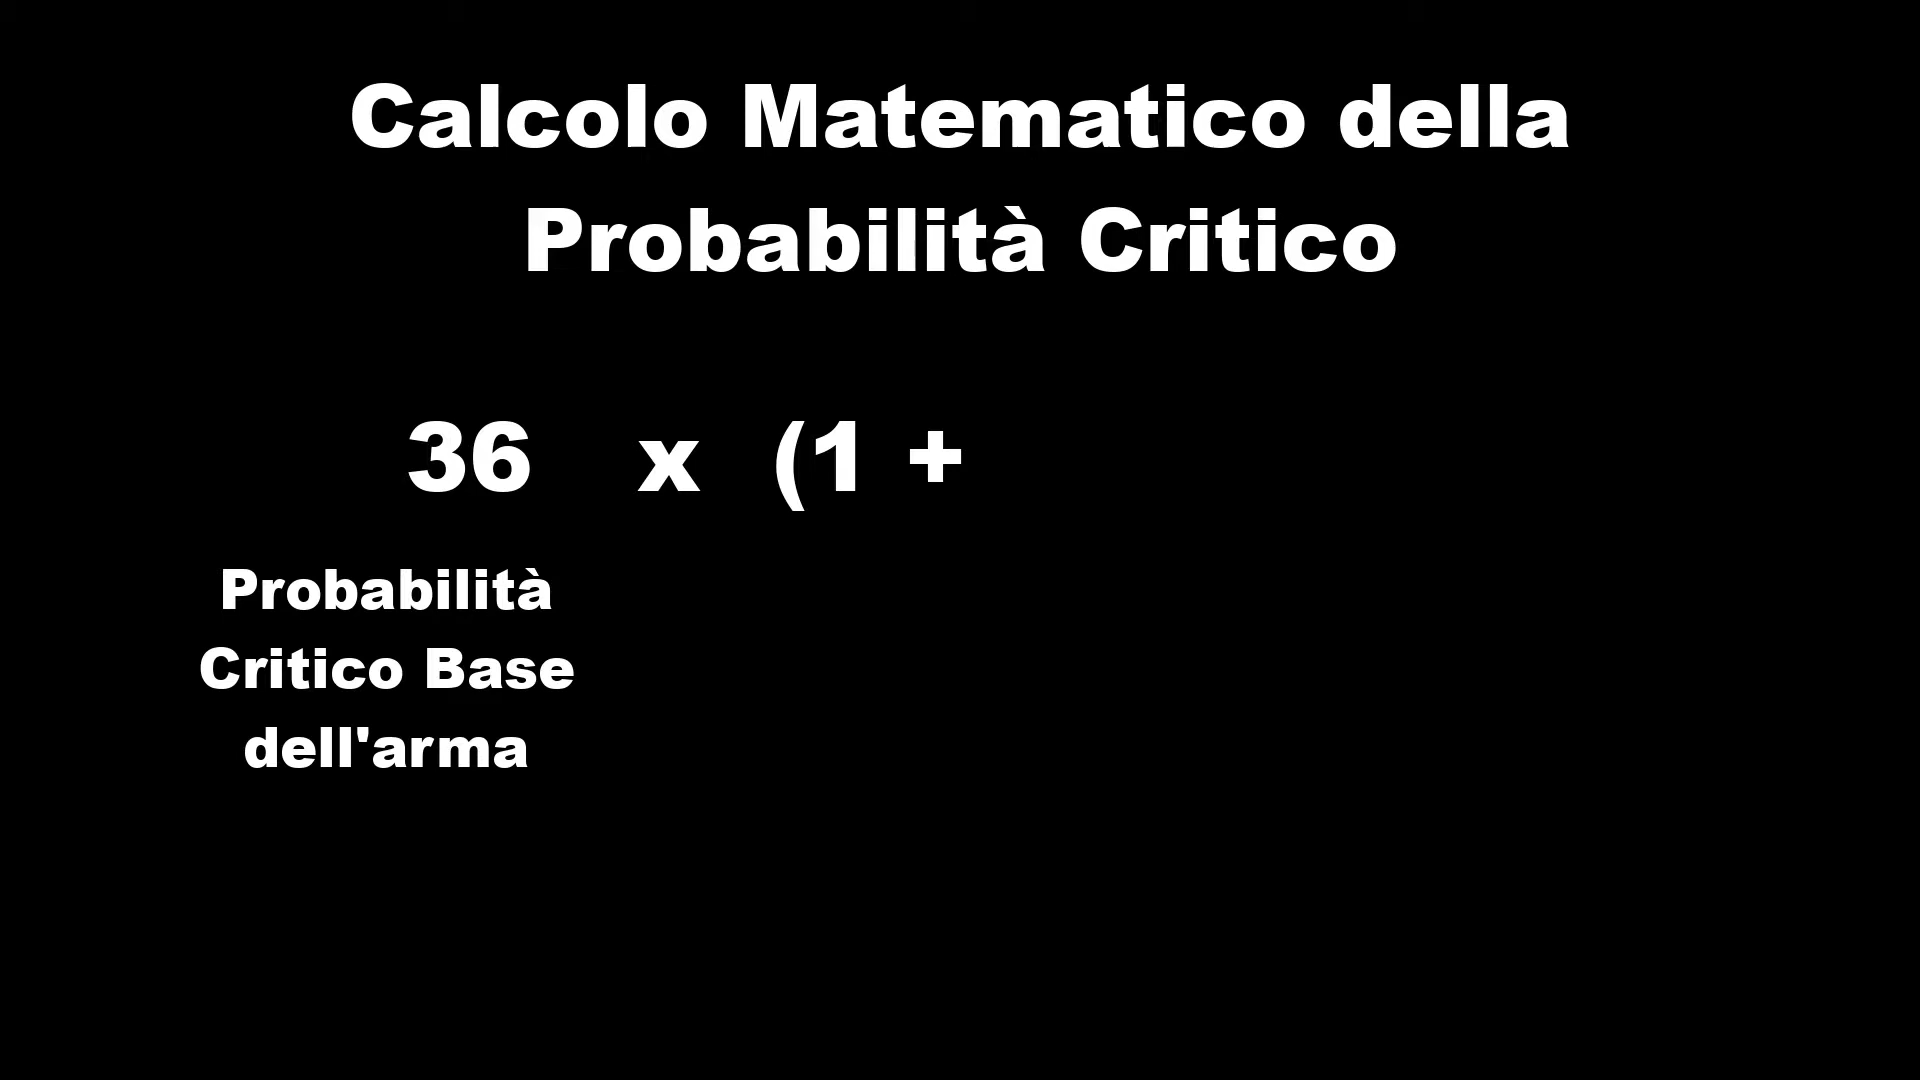 Calcolo Matematico della
Probabilità Critico
36 x (1 +
Probabilità
Critico Base
dell'arma